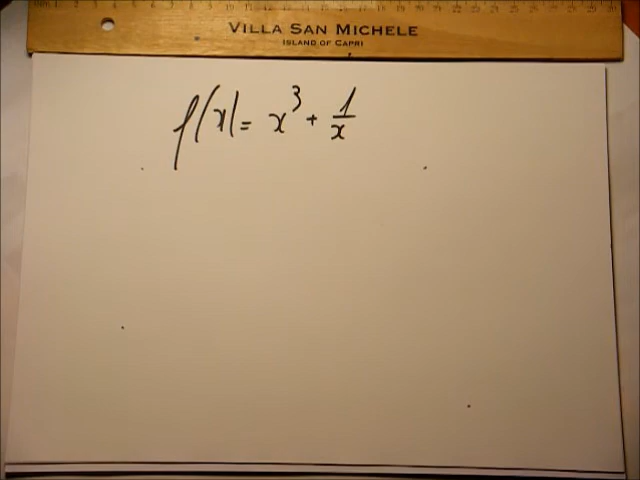 VILLA SAN MICHELE
ISLAND OF CAPRI
f(x)= x³ + 1/x